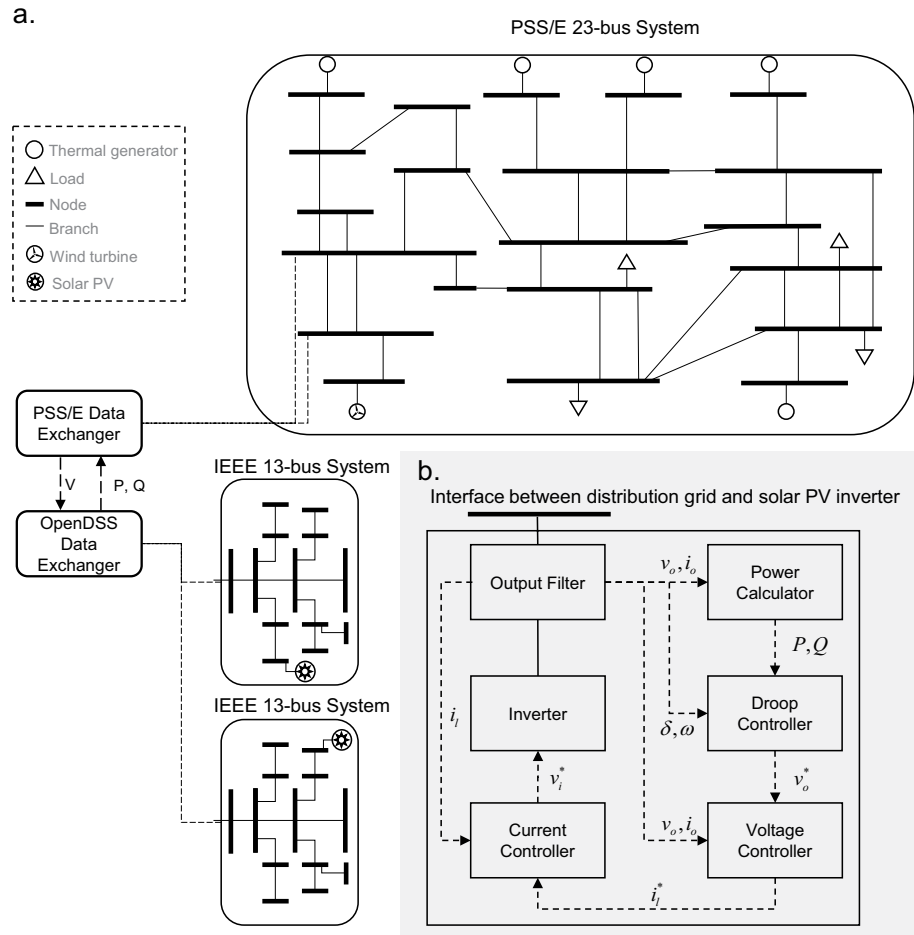 a.
PSS/E 23-bus System
Thermal generator
Load
Node
Branch
Wind turbine
Solar PV
PSS/E Data
Exchanger
V
P, Q
OpenDSS
Data
Exchanger
IEEE 13-bus System
IEEE 13-bus System
b.
Interface between distribution grid and solar PV inverter
Output Filter
v_o, i_o
Power
Calculator
P, Q
i_l
Inverter
δ, ω
Droop
Controller
v_i^*
v_o^*
Current
Controller
v_o, i_o
Voltage
Controller
i_l^*